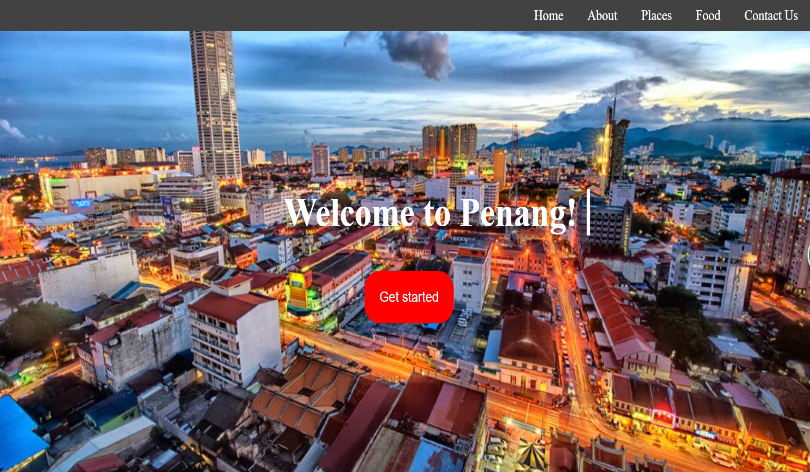 Home About Places Food Contact Us
Welcome to Penang!
Get started